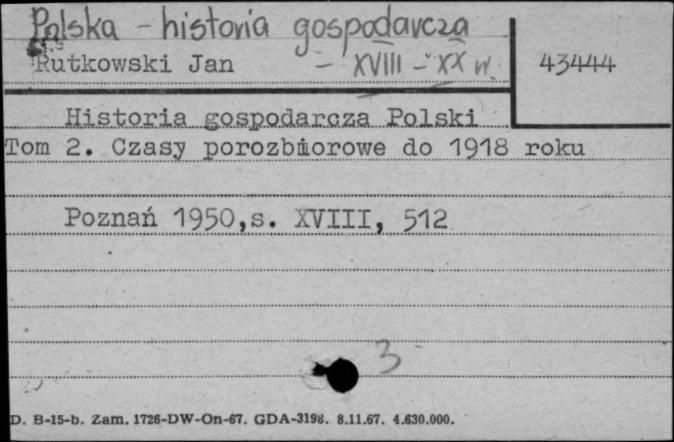 Polska - historia gospodarcza
Rutkowski Jan - XVIII - XX w. 43444
Historia gospodarcza Polski
Tom 2. Czasy porozbiorowe do 1918 roku
Poznań 1950,s. XVIII, 512
3
D. B-15-b. Zam. 1726-DW-On-67. GDA-3198. 8.11.67. 4.630.000.